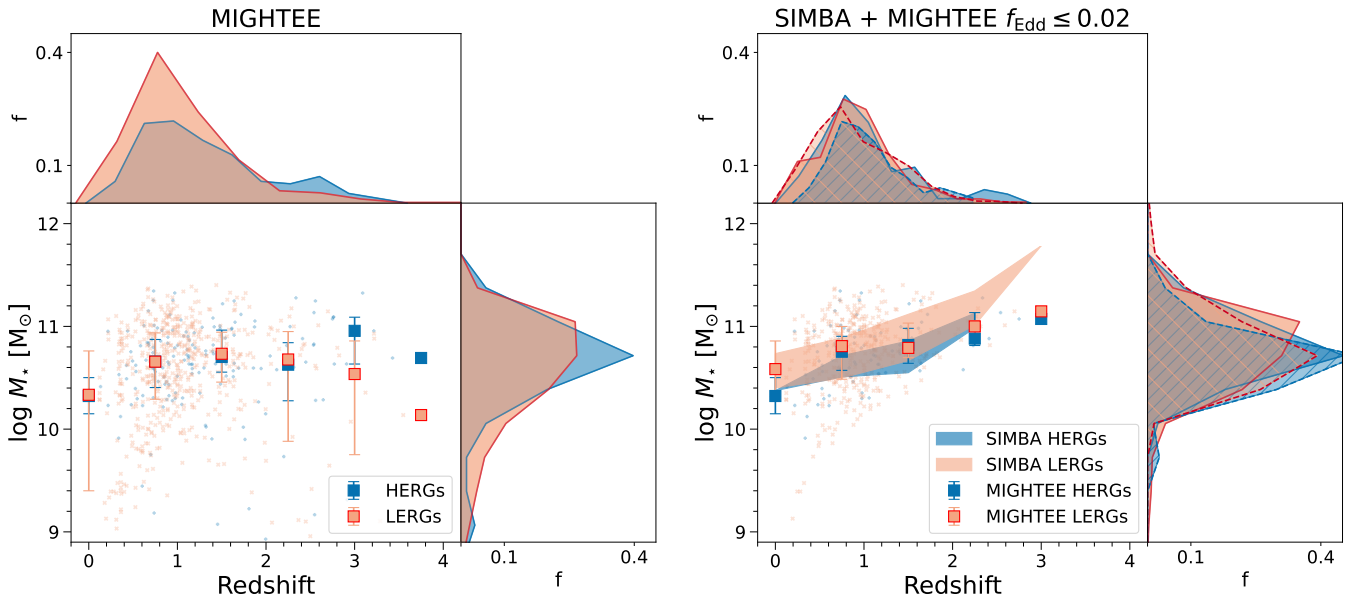 MIGHTEE
0.4
f
0.1
12
11
10
9
log M⋆ [M⊙]
HERGs
LERGs
0
1
2
3
4
Redshift
0.1
0.4
f
SIMBA + MIGHTEE f_Edd ≤ 0.02
0.4
f
0.1
12
11
10
9
log M⋆ [M⊙]
SIMBA HERGs
SIMBA LERGs
MIGHTEE HERGs
MIGHTEE LERGs
0
1
2
3
4
Redshift
0.1
0.4
f